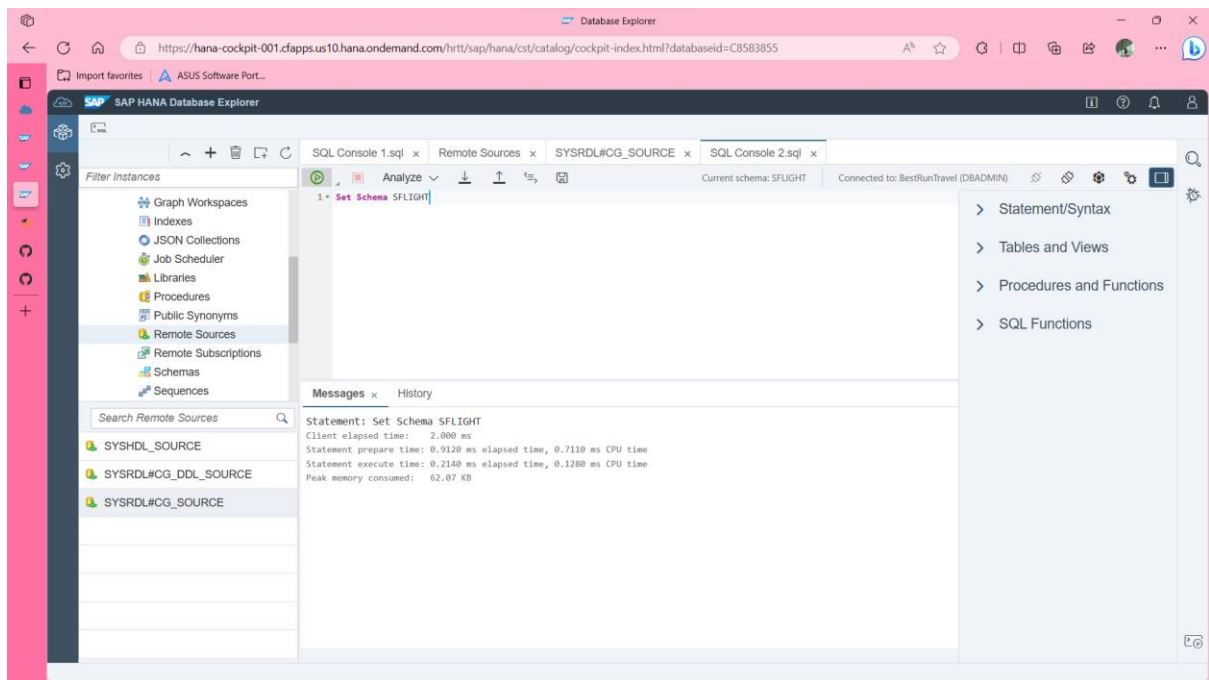 Database Explorer
https://hana-cockpit-001.cfapps.us10.hana.ondemand.com/hrtt/sap/hana/cst/catalog/cockpit-index.html?databaseid=C8583855
Import favorites
ASUS Software Port...
SAP SAP HANA Database Explorer
SQL Console 1.sql
Remote Sources
SYSRDL#CG_SOURCE
SQL Console 2.sql
Filter Instances
Analyze
Current schema: SFLIGHT
Connected to: BestRunTravel (DBADMIN)
Graph Workspaces
Indexes
JSON Collections
Job Scheduler
Libraries
Procedures
Public Synonyms
Remote Sources
Remote Subscriptions
Schemas
Sequences
Search Remote Sources
SYSHDL_SOURCE
SYSRDL#CG_DDL_SOURCE
SYSRDL#CG_SOURCE
1 Set Schema SFLIGHT
Messages
History
Statement: Set Schema SFLIGHT
Client elapsed time: 2.000 ms
Statement prepare time: 0.9120 ms elapsed time, 0.7110 ms CPU time
Statement execute time: 0.2140 ms elapsed time, 0.1280 ms CPU time
Peak memory consumed: 62.07 KB
Statement/Syntax
Tables and Views
Procedures and Functions
SQL Functions